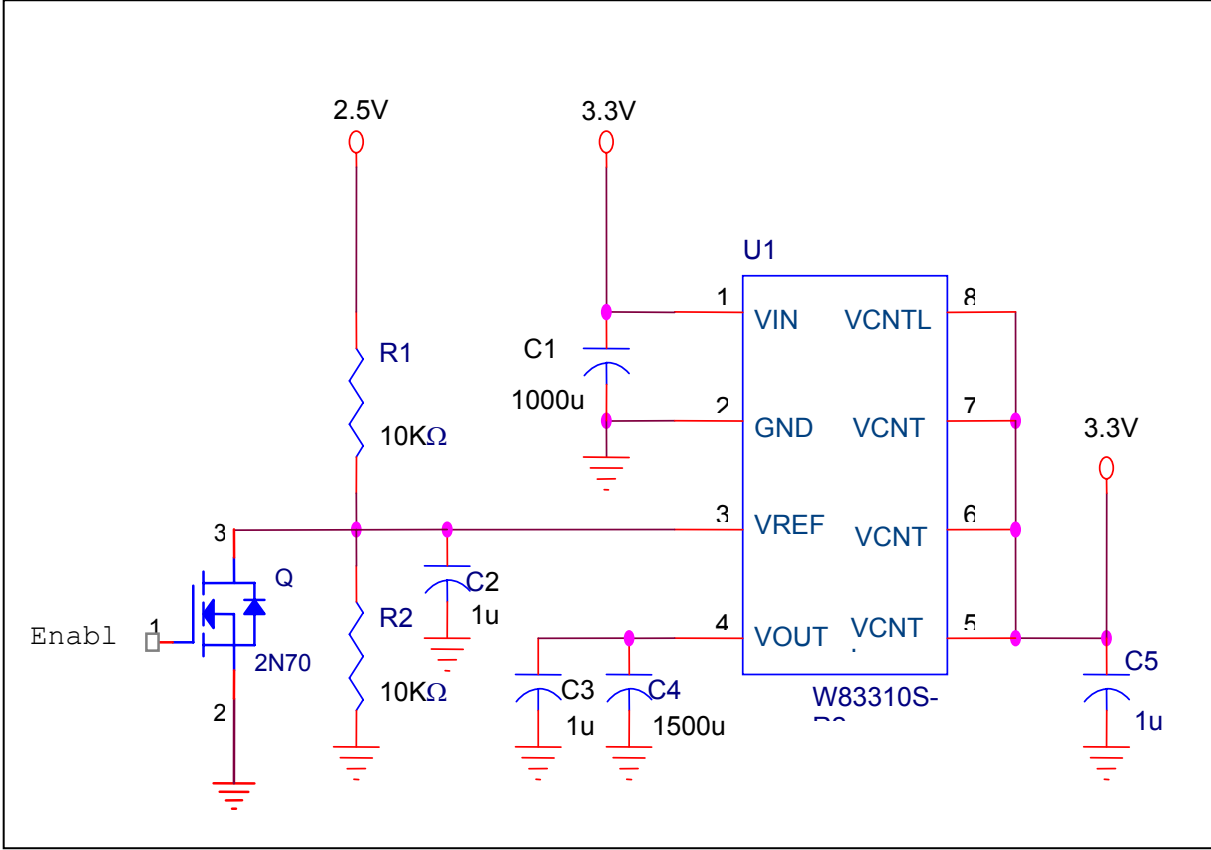 2.5V
3.3V
U1
1
VIN
VCNTL
8
R1
C1
1000u
10KΩ
2
GND
VCNT
7
3.3V
3
VREF
VCNT
6
3
Q
C2
1u
Enabl
1
R2
4
VOUT
VCNT
5
2N70
C3
C4
C5
10KΩ
1u
1500u
W83310S-
1u
2